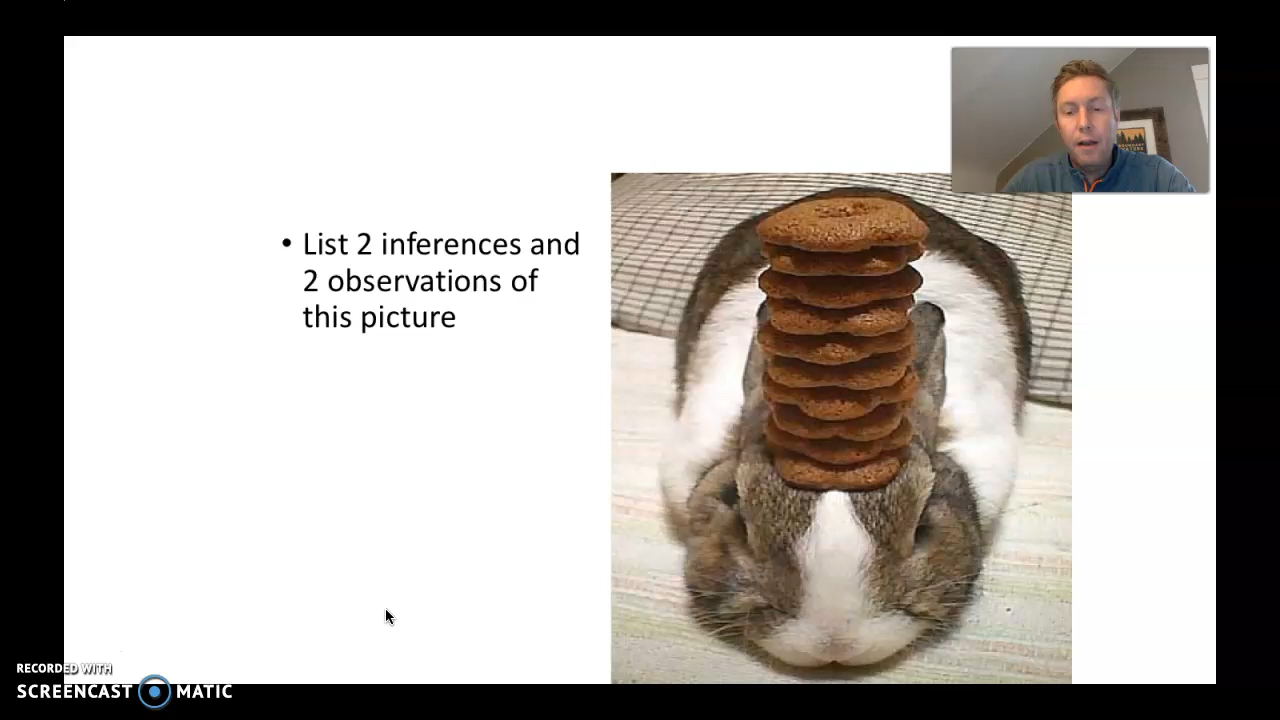 • List 2 inferences and
2 observations of
this picture
RECORDED WITH
SCREENCAST MATIC